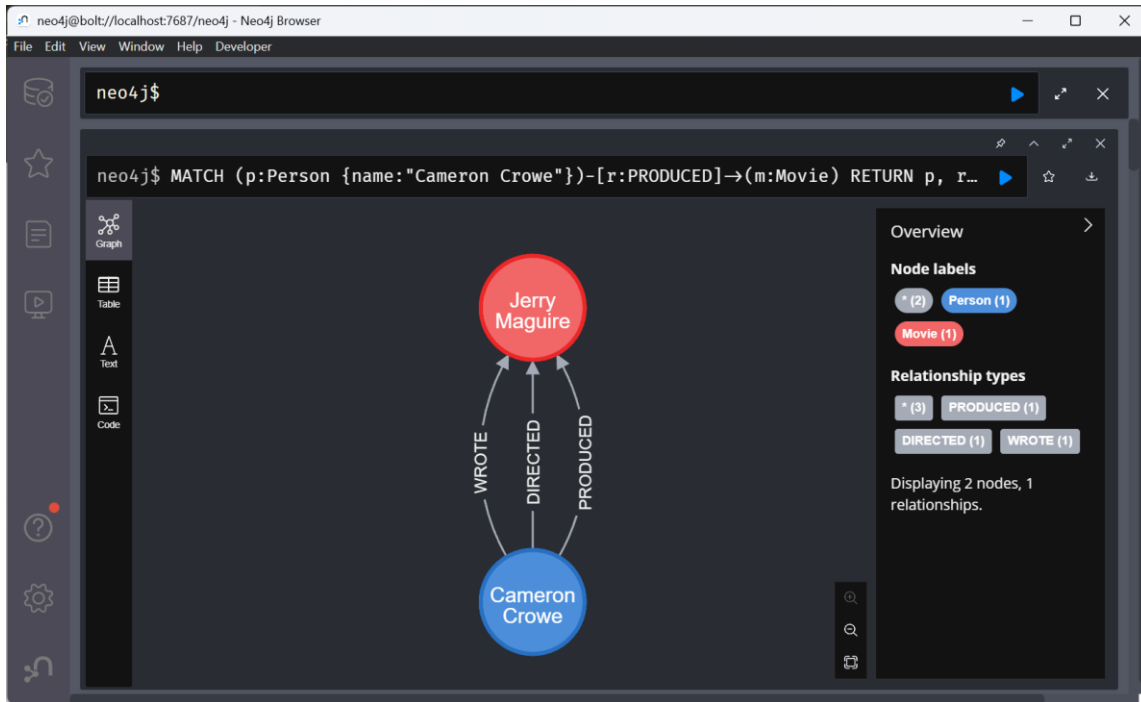 neo4j@bolt://localhost:7687/neo4j - Neo4j Browser
File Edit View Window Help Developer
neo4j$
neo4j$ MATCH (p:Person {name:"Cameron Crowe"})-[r:PRODUCED]→(m:Movie) RETURN p, r…
Graph
Table
Text
Code
Jerry
Maguire
WROTE
DIRECTED
PRODUCED
Cameron
Crowe
Overview
Node labels
* (2) Person (1)
Movie (1)
Relationship types
* (3) PRODUCED (1)
DIRECTED (1) WROTE (1)
Displaying 2 nodes, 1
relationships.